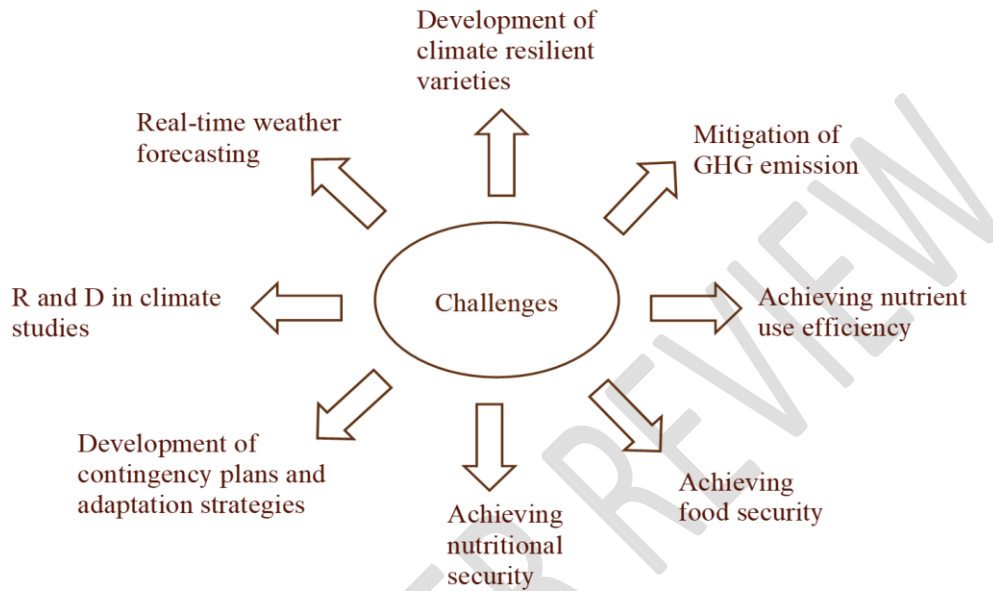 Development of
climate resilient
varieties
Real-time weather
forecasting
Mitigation of
GHG emission
R and D in climate
studies
Challenges
Achieving nutrient
use efficiency
Development of
contingency plans and
adaptation strategies
Achieving
nutritional
security
Achieving
food security
ER REVIEW